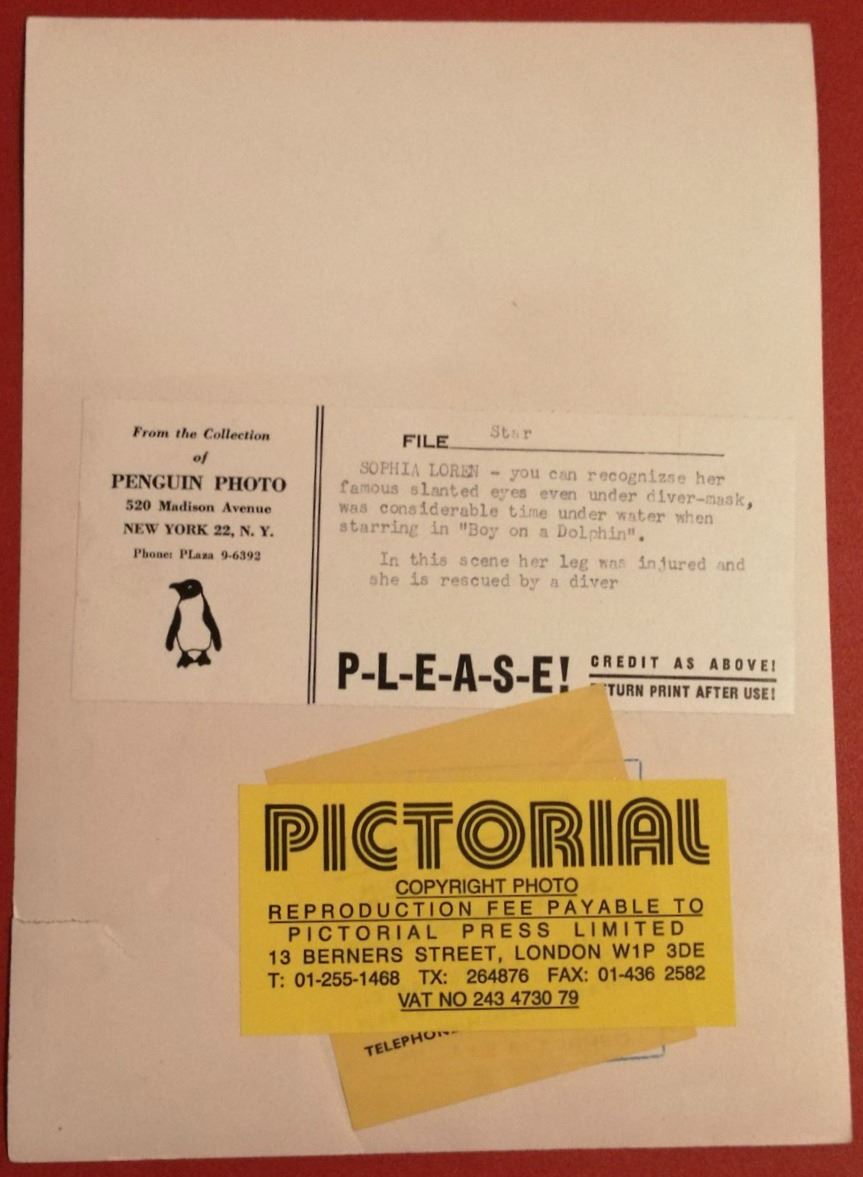 From the Collection
of
PENGUIN PHOTO
520 Madison Avenue
NEW YORK 22, N. Y.
Phone: PLaza 9-6392
FILE Star
SOPHIA LOREN - you can recognizse her
famous slanted eyes even under diver-mask,
was considerable time under water when
starring in "Boy on a Dolphin".
In this scene her leg was injured and
she is rescued by a diver
P-L-E-A-S-E!
CREDIT AS ABOVE!
TURN PRINT AFTER USE!
PICTORIAL
COPYRIGHT PHOTO
REPRODUCTION FEE PAYABLE TO
PICTORIAL PRESS LIMITED
13 BERNERS STREET, LONDON W1P 3DE
T: 01-255-1468 TX: 264876 FAX: 01-436 2582
VAT NO 243 4730 79
TELEPHON